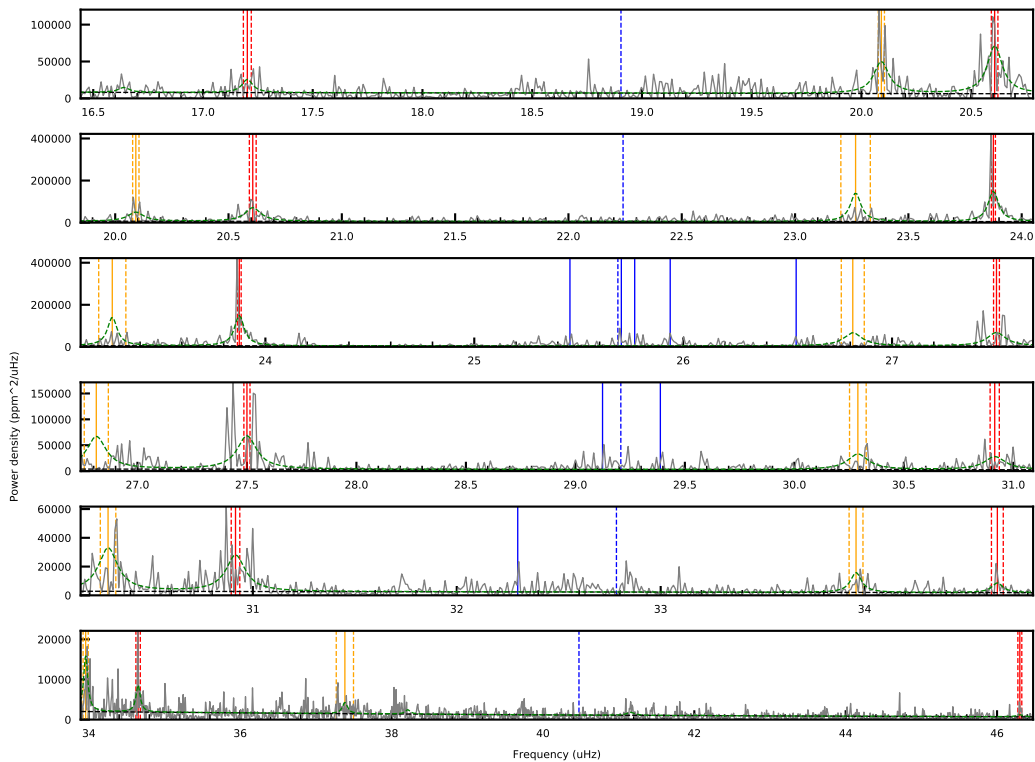 100000
50000
0
16.5 17.0 17.5 18.0 18.5 19.0 19.5 20.0 20.5
400000
200000
0
20.0 20.5 21.0 21.5 22.0 22.5 23.0 23.5 24.0
400000
200000
0
24 25 26 27
Power density (ppm^2/uHz)
150000
100000
50000
0
27.0 27.5 28.0 28.5 29.0 29.5 30.0 30.5 31.0
60000
40000
20000
0
31 32 33 34
20000
10000
0
34 36 38 40 42 44 46
Frequency (uHz)